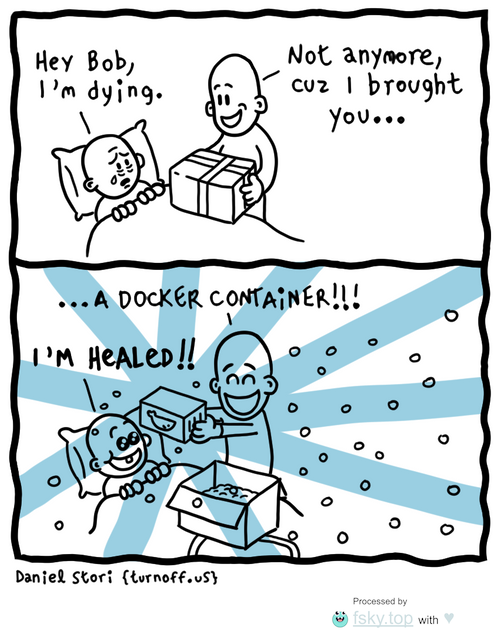 Hey Bob,
I'm dying.
Not anymore,
cuz I brought
you...
...A DOCKER CONTAiNER!!!
I'M HeALeD!!
Daniel Stori {turnoff.us}
Processed by
fsky.top with ♥